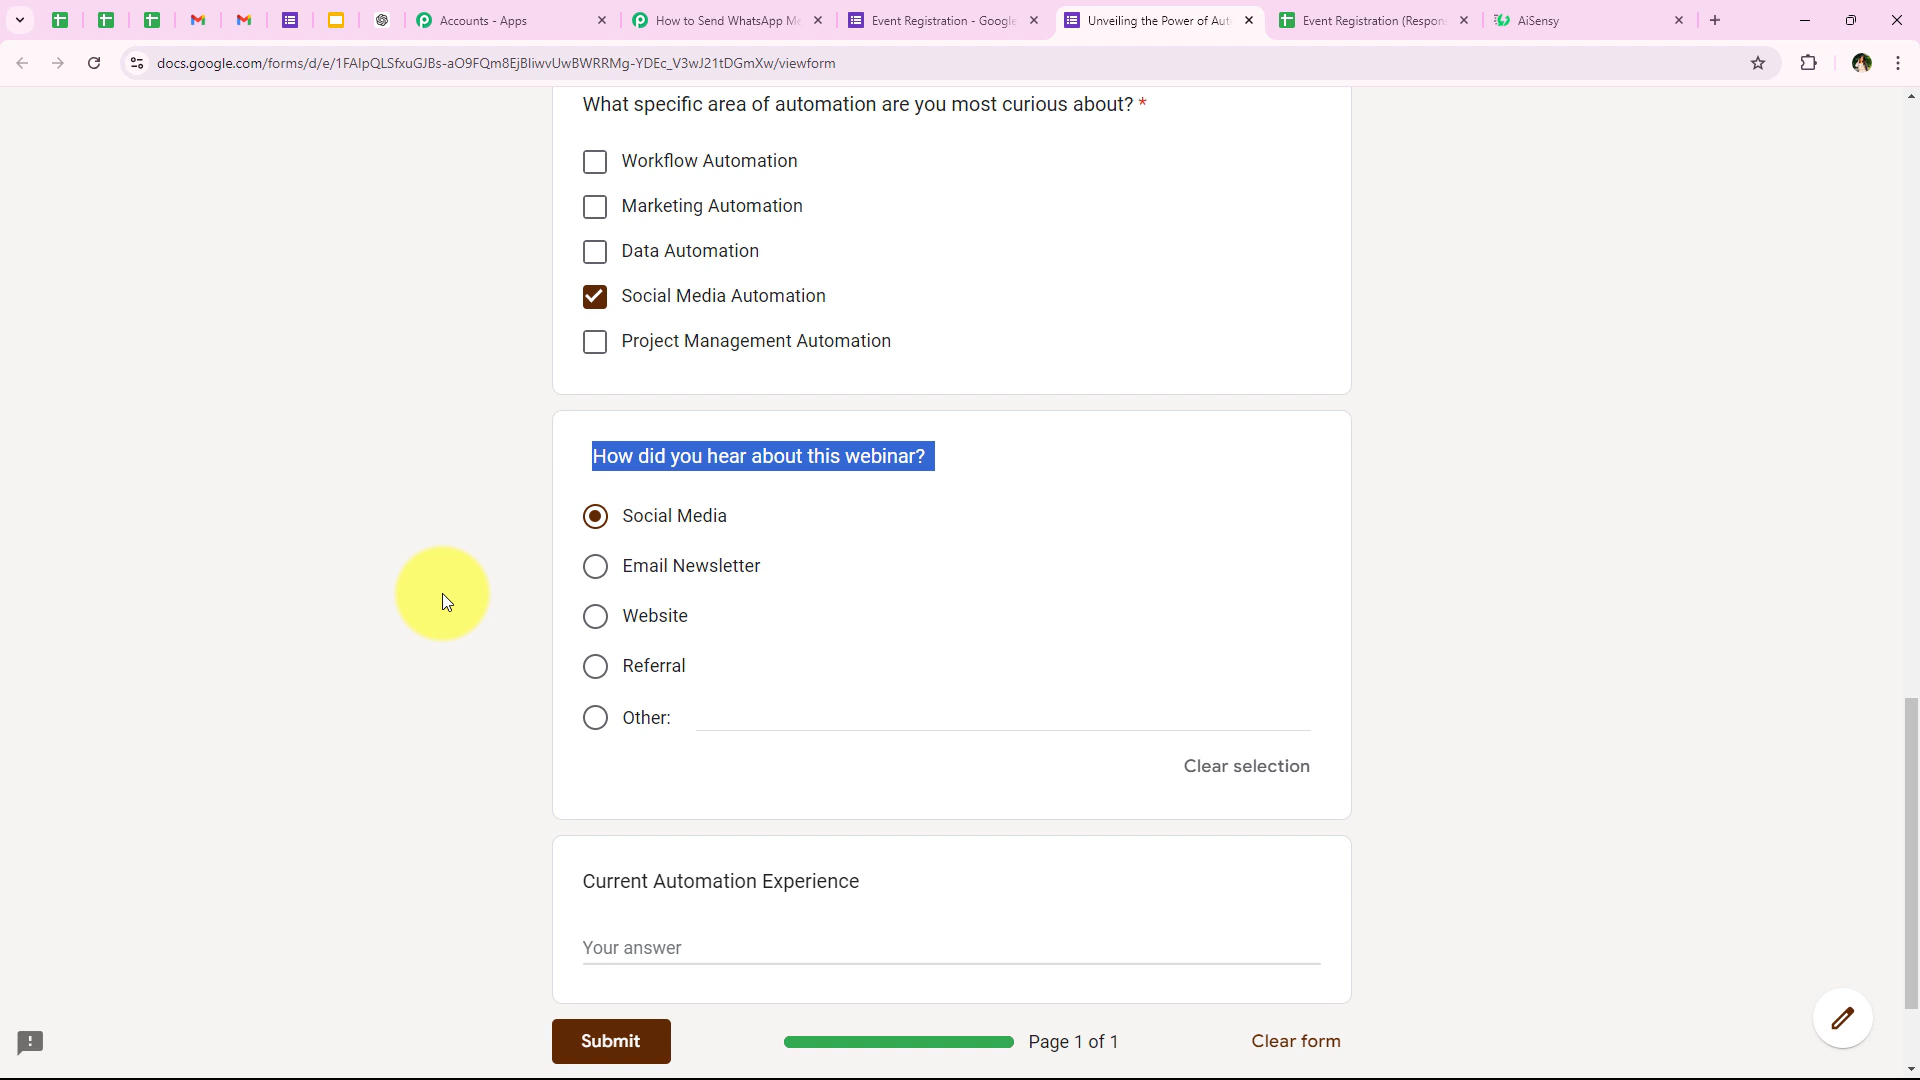 Accounts - Apps
How to Send WhatsApp Me
Event Registration - Google
Unveiling the Power of Aut
Event Registration (Respon
AiSensy
docs.google.com/forms/d/e/1FAIpQLSfxuGJBs-aO9FQm8EjBIiwvUwBWRRMg-YDEc_V3wJ21tDGmXw/viewform
What specific area of automation are you most curious about? *
Workflow Automation
Marketing Automation
Data Automation
Social Media Automation
Project Management Automation
How did you hear about this webinar?
Social Media
Email Newsletter
Website
Referral
Other:
Clear selection
Current Automation Experience
Your answer
Submit
Page 1 of 1
Clear form